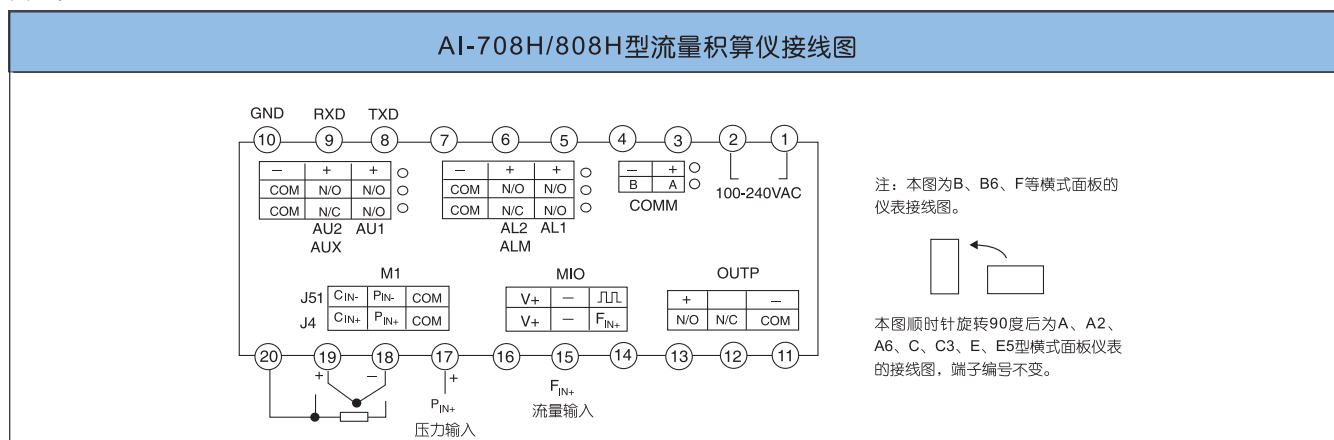 AI-708H/808H型流量积算仪接线图
GND RXD TXD
10 9 8 7 6 5 4 3 2 1
— + + — + + — +
COM N/O N/O COM N/O N/O B A
COM N/C N/O COM N/C N/O COMM 100-240VAC
AU2 AU1 AL2 AL1
AUX ALM
注：本图为B、B6、F等横式面板的
仪表接线图。
M1 MIO OUTP
J51 CIN- PIN- COM V+ — + —
J4 CIN+ PIN+ COM V+ — FIN+ N/O N/C COM
本图顺时针旋转90度后为A、A2、
A6、C、C3、E、E5型横式面板仪表
的接线图，端子编号不变。
20 19 18 17 16 15 14 13 12 11
+ — +
PIN+ FIN+
压力输入 流量输入